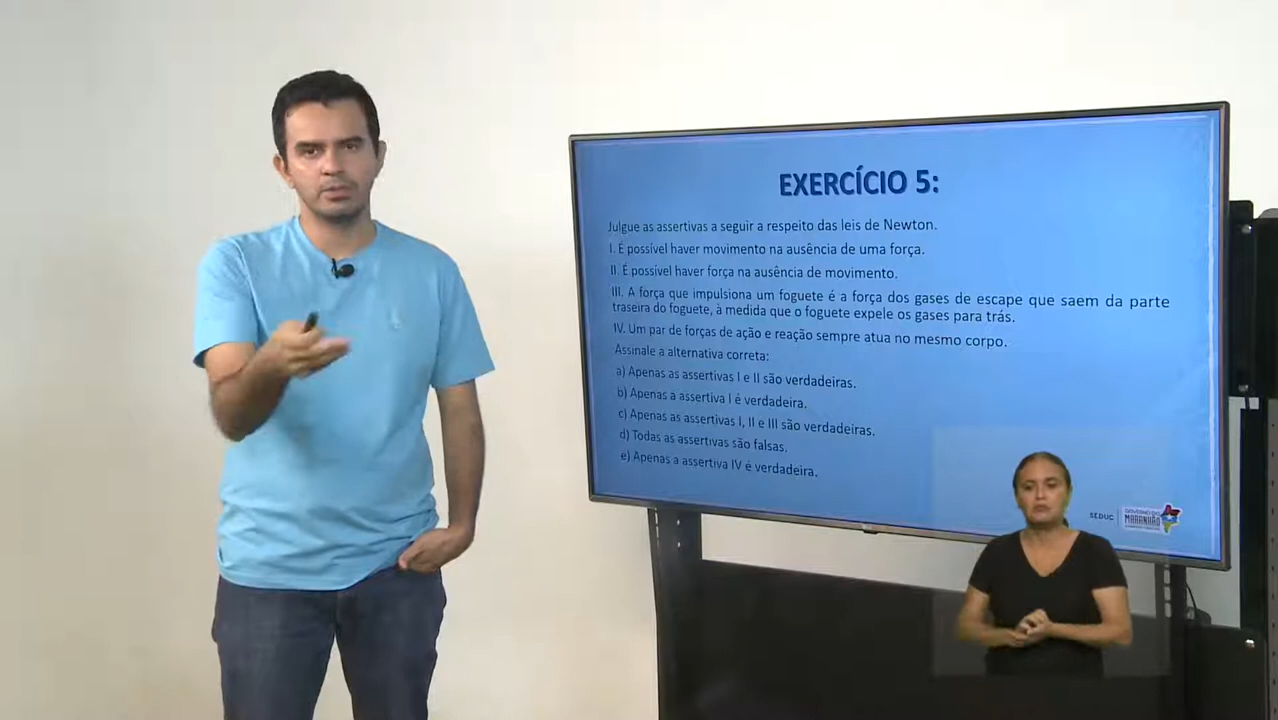 EXERCÍCIO 5:
Julgue as assertivas a seguir a respeito das leis de Newton.
I. É possível haver movimento na ausência de uma força.
II. É possível haver força na ausência de movimento.
III. A força que impulsiona um foguete é a força dos gases de escape que saem da parte
traseira do foguete, à medida que o foguete expele os gases para trás.
IV. Um par de forças de ação e reação sempre atua no mesmo corpo.
Assinale a alternativa correta:
a) Apenas as assertivas I e II são verdadeiras.
b) Apenas a assertiva I é verdadeira.
c) Apenas as assertivas I, II e III são verdadeiras.
d) Todas as assertivas são falsas.
e) Apenas a assertiva IV é verdadeira.
SEDUC
GOVERNO DO
MARANHÃO